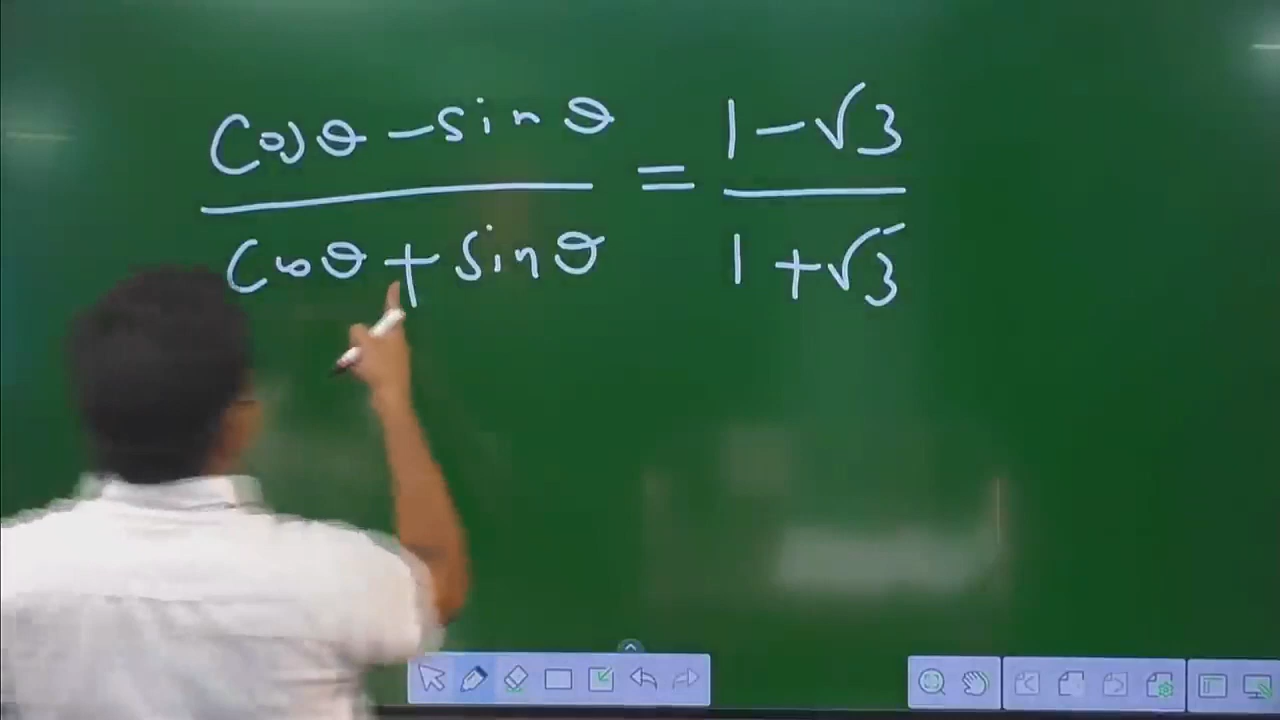 Cosθ - sinθ / Cosθ + sinθ = 1 - √3 / 1 + √3